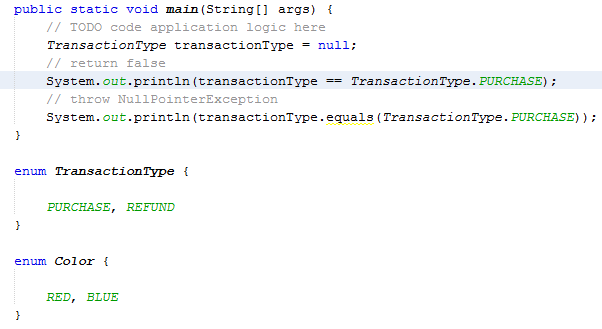 public static void main(String[] args) {
// TODO code application logic here
TransactionType transactionType = null;
// return false
System.out.println(transactionType == TransactionType.PURCHASE);
// throw NullPointerException
System.out.println(transactionType.equals(TransactionType.PURCHASE));
}
enum TransactionType {
PURCHASE, REFUND
}
enum Color {
RED, BLUE
}